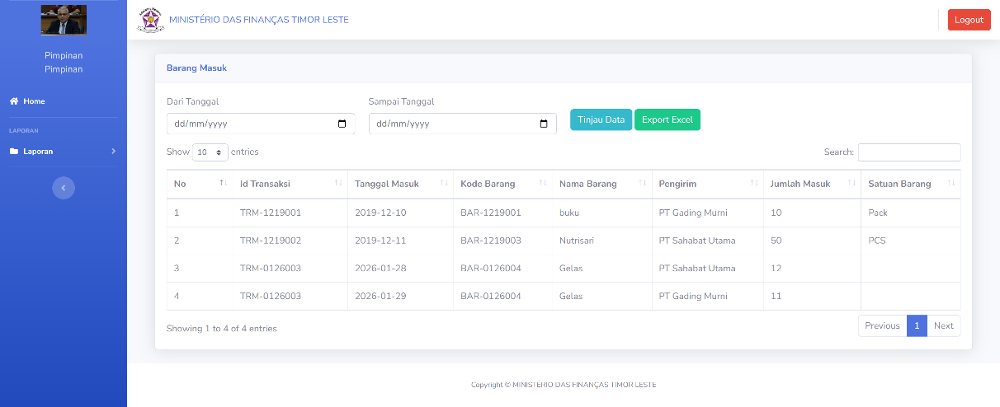 MINISTÉRIO DAS FINANÇAS TIMOR LESTE
Logout
Pimpinan
Pimpinan
Home
LAPORAN
Laporan
Barang Masuk
Dari Tanggal
Sampai Tanggal
dd/mm/yyyy
dd/mm/yyyy
Tinjau Data
Export Excel
Show 10 entries
Search:
No Id Transaksi Tanggal Masuk Kode Barang Nama Barang Pengirim Jumlah Masuk Satuan Barang
1 TRM-1219001 2019-12-10 BAR-1219001 buku PT Gading Murni 10 Pack
2 TRM-1219002 2019-12-11 BAR-1219003 Nutrisari PT Sahabat Utama 50 PCS
3 TRM-0126003 2026-01-28 BAR-0126004 Gelas PT Sahabat Utama 12
4 TRM-0126003 2026-01-29 BAR-0126004 Gelas PT Gading Murni 11
Showing 1 to 4 of 4 entries
Previous 1 Next
Copyright © MINISTÉRIO DAS FINANÇAS TIMOR LESTE